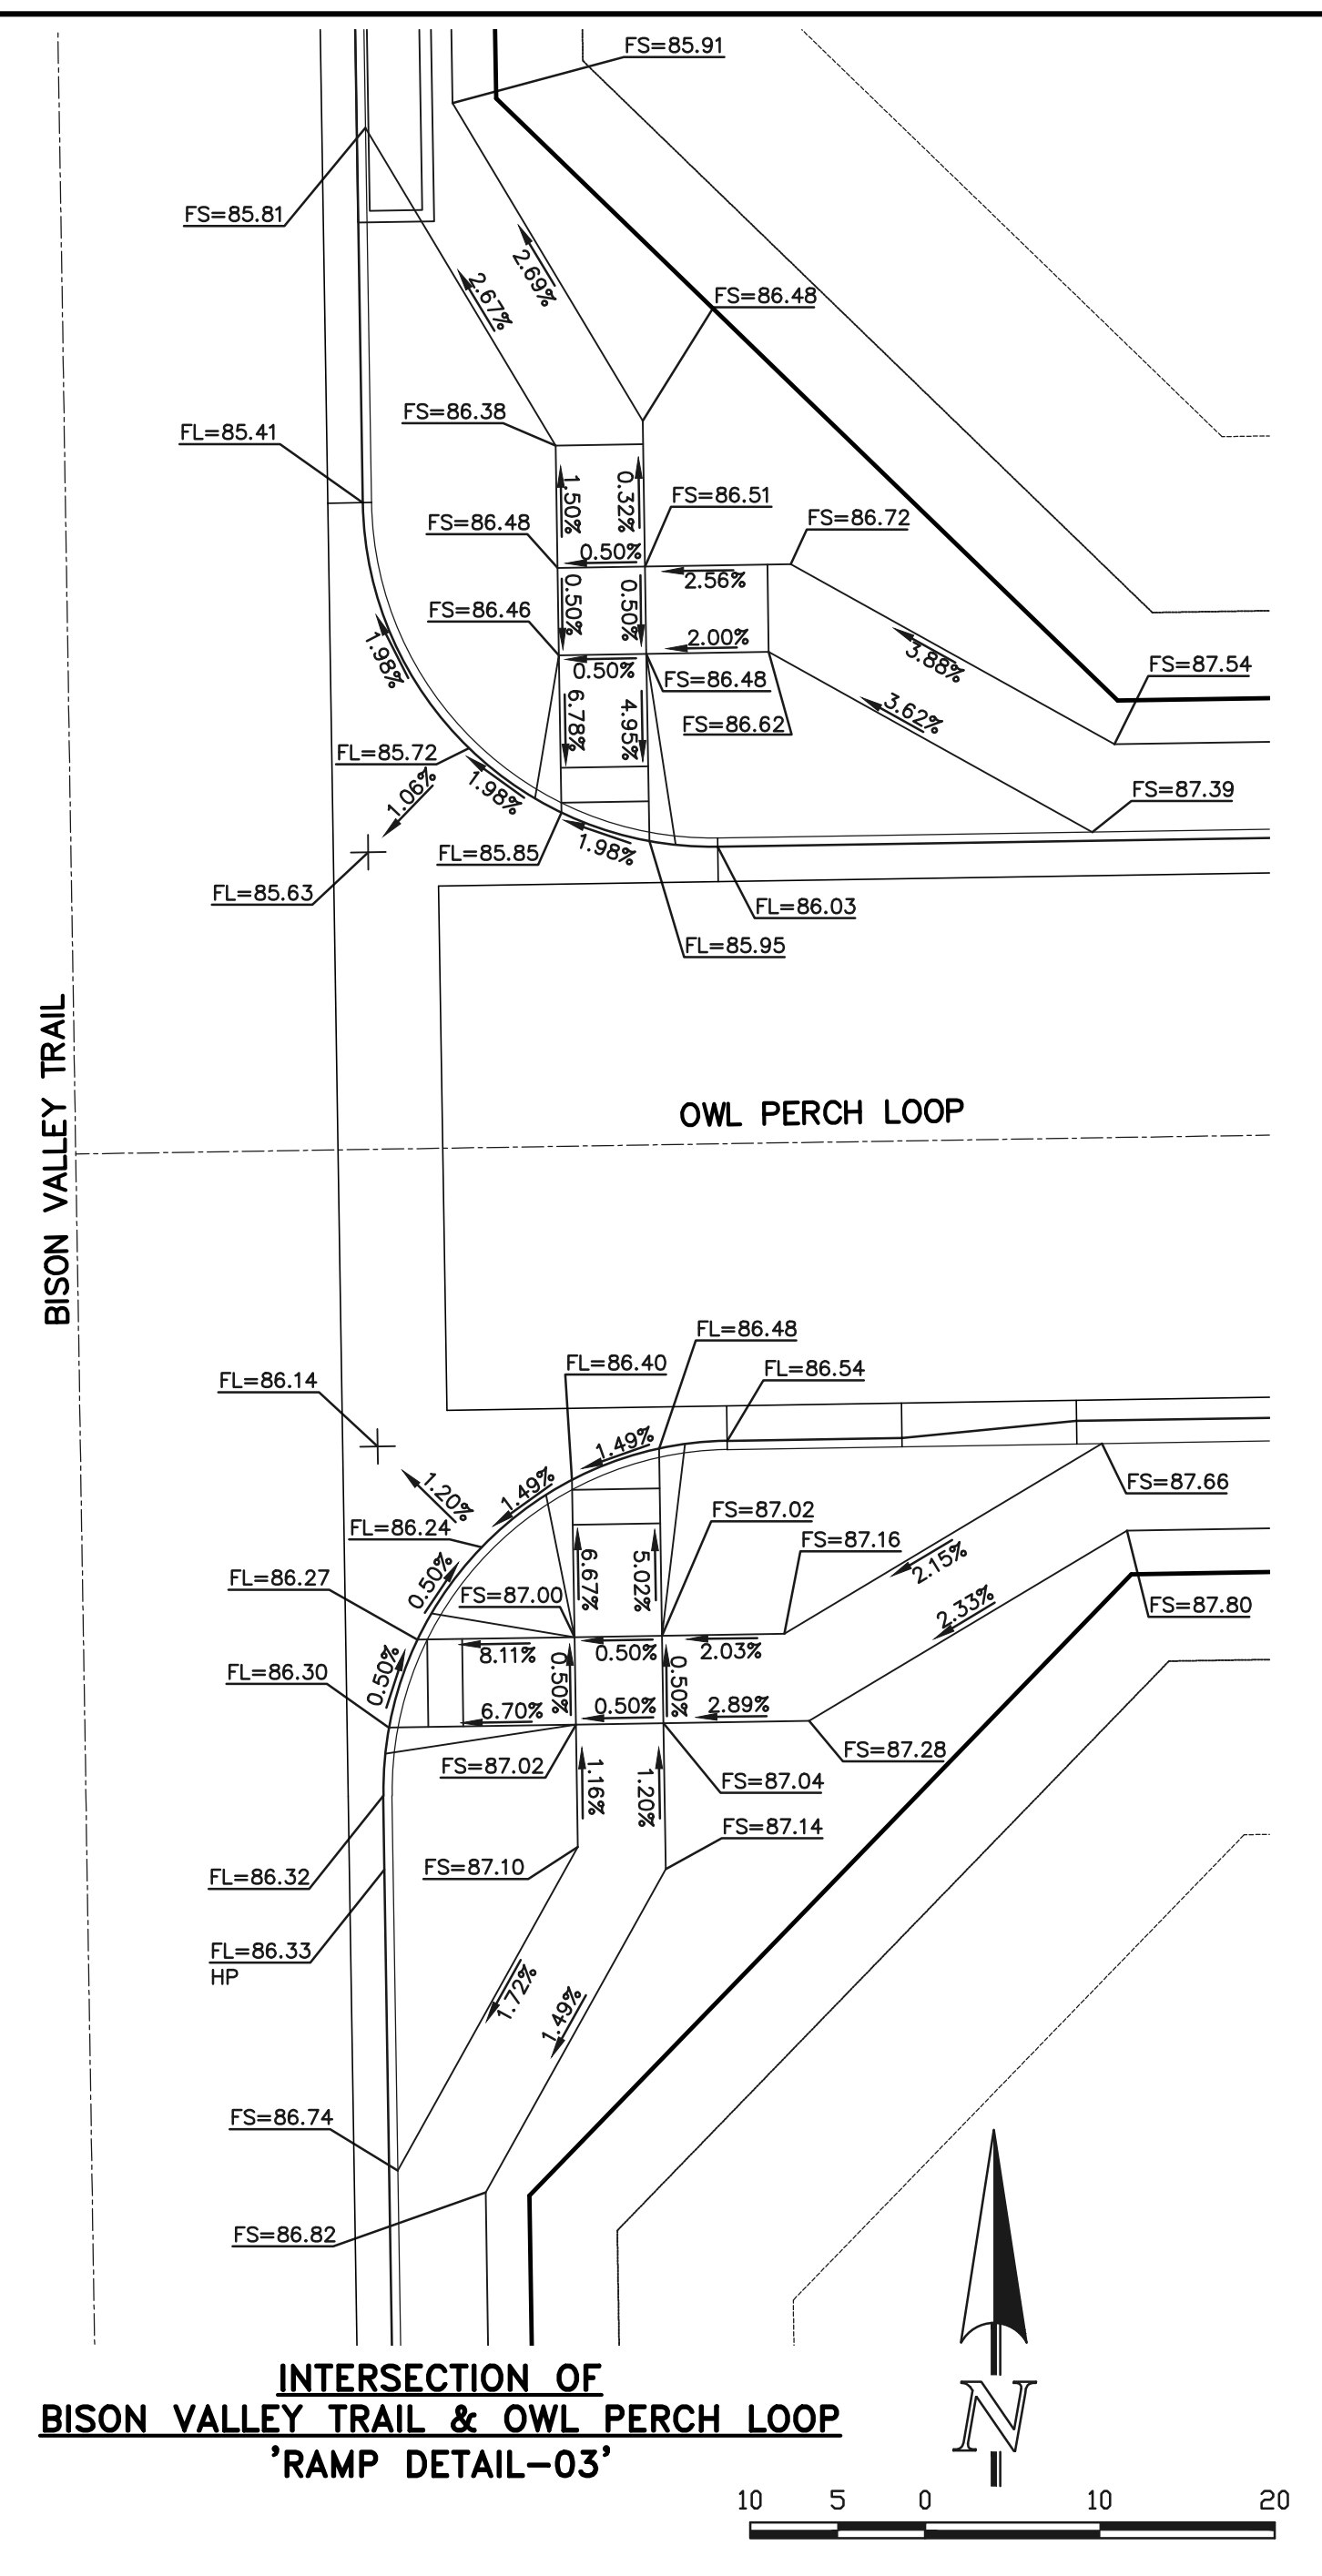 FS=85.91
FS=85.81
2.69%
2.67%
FS=86.48
FS=86.38
FL=85.41
1.50%
0.32%
FS=86.51
FS=86.48
FS=86.72
0.50%
2.56%
0.50%
0.50%
FS=86.46
2.00%
1.98%
3.88%
FS=87.54
0.50%
FS=86.48
6.78%
4.95%
FS=86.62
3.62%
FL=85.72
1.06%
1.98%
FS=87.39
1.98%
FL=85.85
FL=85.63
FL=86.03
FL=85.95
BISON VALLEY TRAIL
OWL PERCH LOOP
FL=86.48
FL=86.40
FL=86.54
FL=86.14
1.49%
1.49%
1.20%
FS=87.66
FS=87.02
FL=86.24
FS=87.16
2.15%
0.50%
6.67%
5.02%
FL=86.27
FS=87.00
2.33%
FS=87.80
8.11%
0.50%
2.03%
0.50%
0.50%
0.50%
FL=86.30
6.70%
0.50%
2.89%
FS=87.02
FS=87.28
1.16%
1.20%
FS=87.04
FS=87.14
FS=87.10
FL=86.32
FL=86.33
HP
1.72%
1.49%
FS=86.74
FS=86.82
INTERSECTION OF
BISON VALLEY TRAIL & OWL PERCH LOOP
'RAMP DETAIL-03'
N
10 5 0 10 20